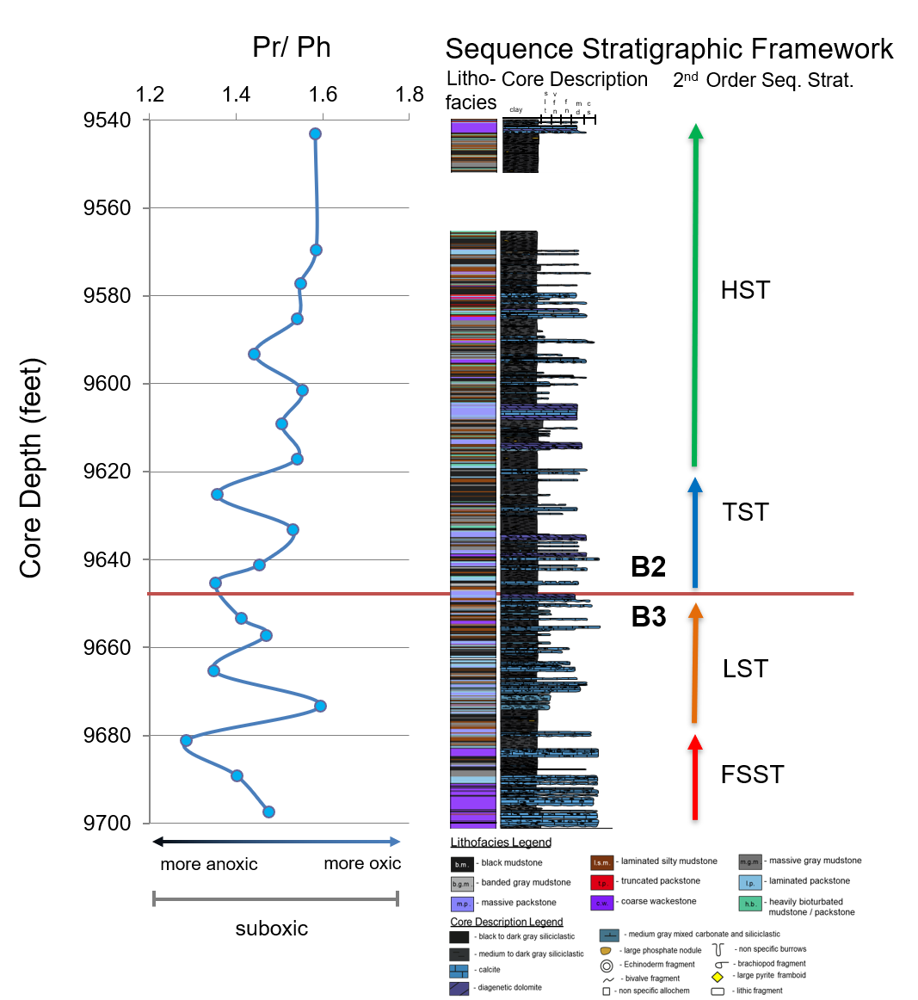 Pr/ Ph
Sequence Stratigraphic Framework
Litho-
facies
Core Description
2nd Order Seq. Strat.
1.2 1.4 1.6 1.8
clay
slt vfn fn md cs
Core Depth (feet)
9540
9560
9580
9600
9620
9640
9660
9680
9700
HST
TST
B2
B3
LST
FSST
more anoxic
more oxic
suboxic
Lithofacies Legend
b.m. - black mudstone
l.s.m. - laminated silty mudstone
m.g.m - massive gray mudstone
b.g.m. - banded gray mudstone
t.p. - truncated packstone
l.p. - laminated packstone
m.p. - massive packstone
c.w. - coarse wackestone
h.b. - heavily bioturbated
mudstone / packstone
Core Description Legend
- black to dark gray siliciclastic
- medium gray mixed carbonate and siliciclastic
- medium to dark gray siliciclastic
- large phosphate nodule
- non specific burrows
- calcite
- Echinoderm fragment
- brachiopod fragment
- bivalve fragment
- large pyrite framboid
- diagenetic dolomite
- non specific allochem
- lithic fragment